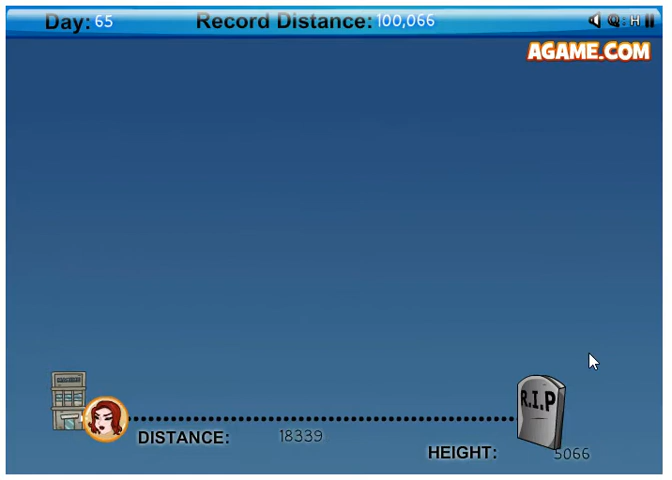 Day: 65 Record Distance: 100,066 Q : H
AGAME.COM
R.I.P
DISTANCE: 18339
HEIGHT: 5066